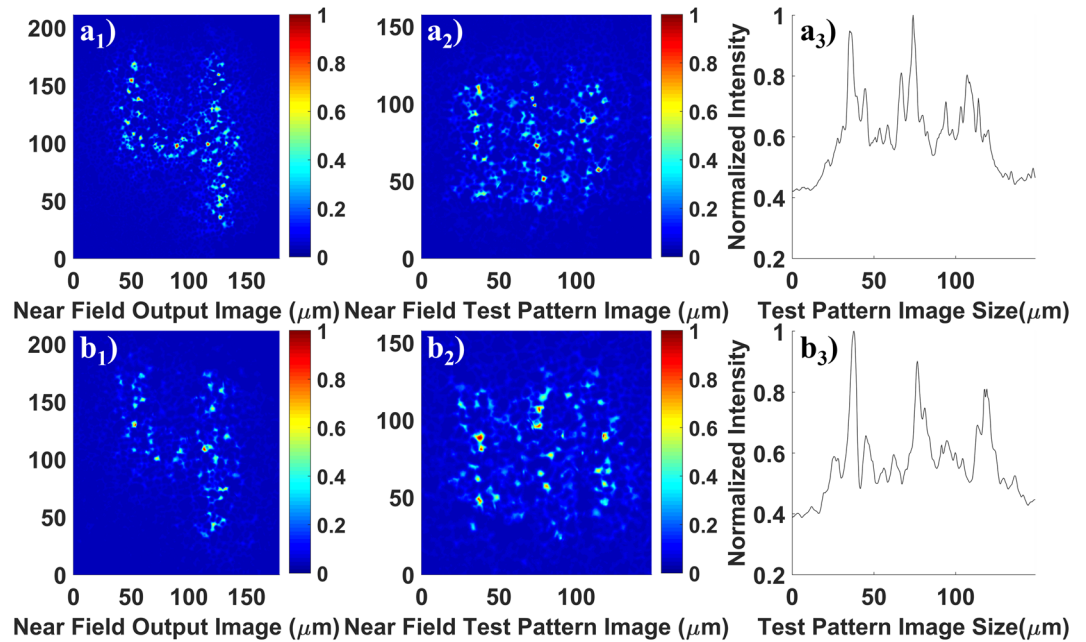 a1) a2) a3)
200 150 100 50 0
0 50 100 150
1 0.8 0.6 0.4 0.2 0
Near Field Output Image (μm)
150 100 50 0
0 50 100
1 0.8 0.6 0.4 0.2 0
Near Field Test Pattern Image (μm)
Normalized Intensity
1 0.8 0.6 0.4 0.2
0 50 100
Test Pattern Image Size(μm)
b1) b2) b3)
200 150 100 50 0
0 50 100 150
1 0.8 0.6 0.4 0.2 0
Near Field Output Image (μm)
150 100 50 0
0 50 100
1 0.8 0.6 0.4 0.2 0
Near Field Test Pattern Image (μm)
Normalized Intensity
1 0.8 0.6 0.4 0.2
0 50 100
Test Pattern Image Size(μm)